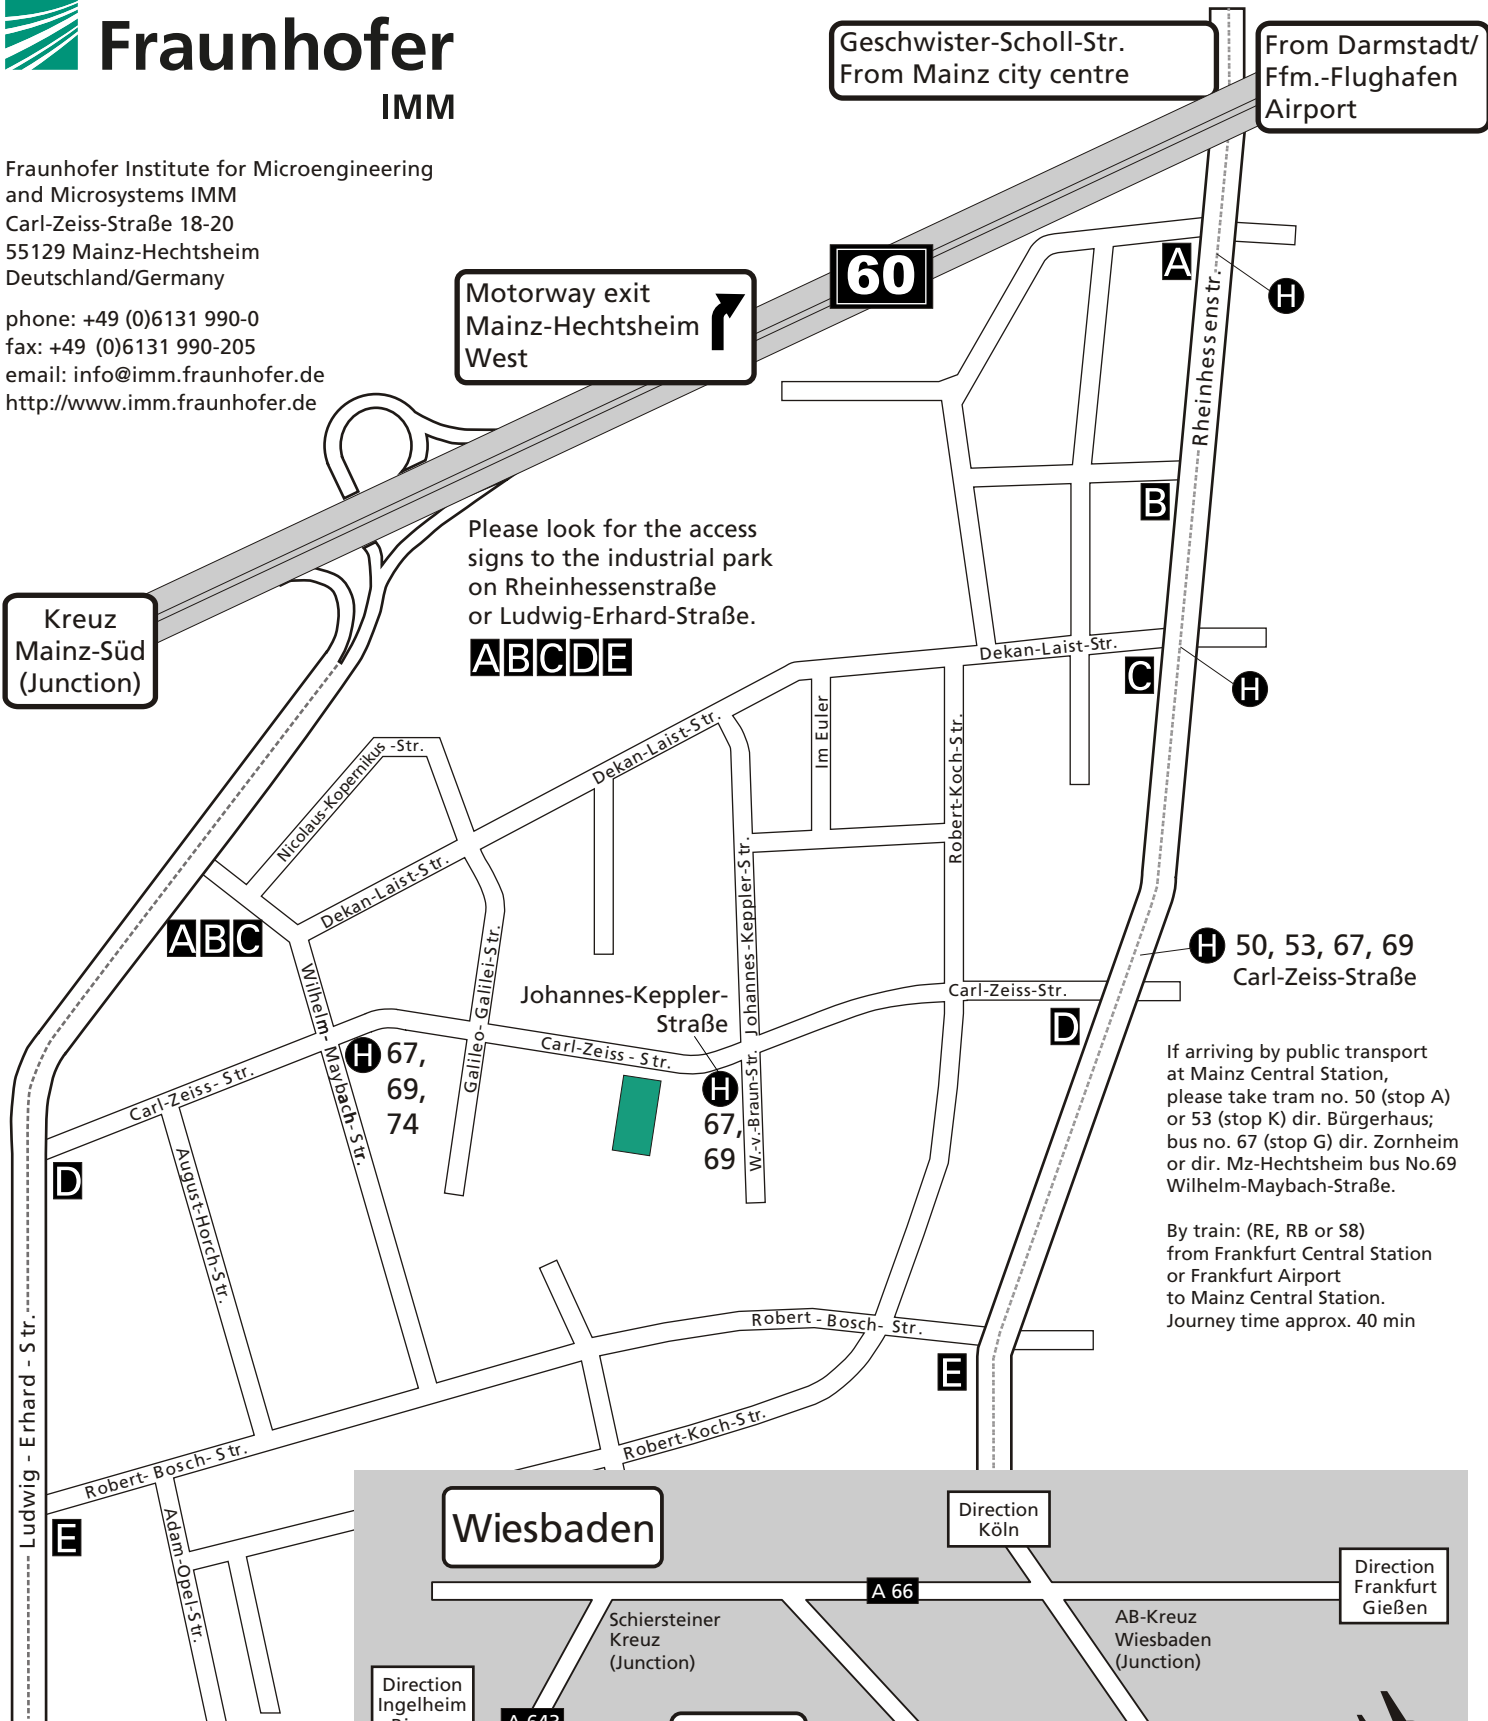 Fraunhofer
IMM
Fraunhofer Institute for Microengineering
and Microsystems IMM
Carl-Zeiss-Straße 18-20
55129 Mainz-Hechtsheim
Deutschland/Germany
phone: +49 (0)6131 990-0
fax: +49 (0)6131 990-205
email: info@imm.fraunhofer.de
http://www.imm.fraunhofer.de
Geschwister-Scholl-Str.
From Mainz city centre
From Darmstadt/
Ffm.-Flughafen
Airport
60
Motorway exit
Mainz-Hechtsheim
West
A
H
Rheinhessenstr.
B
Kreuz
Mainz-Süd
(Junction)
Please look for the access
signs to the industrial park
on Rheinhessenstraße
or Ludwig-Erhard-Straße.
ABCDE
Dekan-Laist-Str.
C
H
Im Euler
Dekan-Laist-Str.
Robert-Koch-Str.
Nicolaus-Kopernikus-Str.
Dekan-Laist-Str.
Johannes-Keppler-Str.
ABC
Wilhelm-Maybach-Str.
Galileo-Galilei-Str.
Johannes-Keppler-
Straße
Carl-Zeiss-Str.
H 50, 53, 67, 69
Carl-Zeiss-Straße
D
H 67,
69,
74
Carl-Zeiss-Str.
H
67,
69
W.-v.-Braun-Str.
Carl-Zeiss-Str.
D
August-Horch-Str.
If arriving by public transport
at Mainz Central Station,
please take tram no. 50 (stop A)
or 53 (stop K) dir. Bürgerhaus;
bus no. 67 (stop G) dir. Zornheim
or dir. Mz-Hechtsheim bus No.69
Wilhelm-Maybach-Straße.
By train: (RE, RB or S8)
from Frankfurt Central Station
or Frankfurt Airport
to Mainz Central Station.
Journey time approx. 40 min
Robert-Bosch-Str.
E
Ludwig-Erhard-Str.
Robert-Koch-Str.
Robert-Bosch-Str.
E
Adam-Opel-Str.
Wiesbaden
Direction
Köln
A 66
Direction
Frankfurt
Gießen
Schiersteiner
Kreuz
(Junction)
AB-Kreuz
Wiesbaden
(Junction)
Direction
Ingelheim
A 643